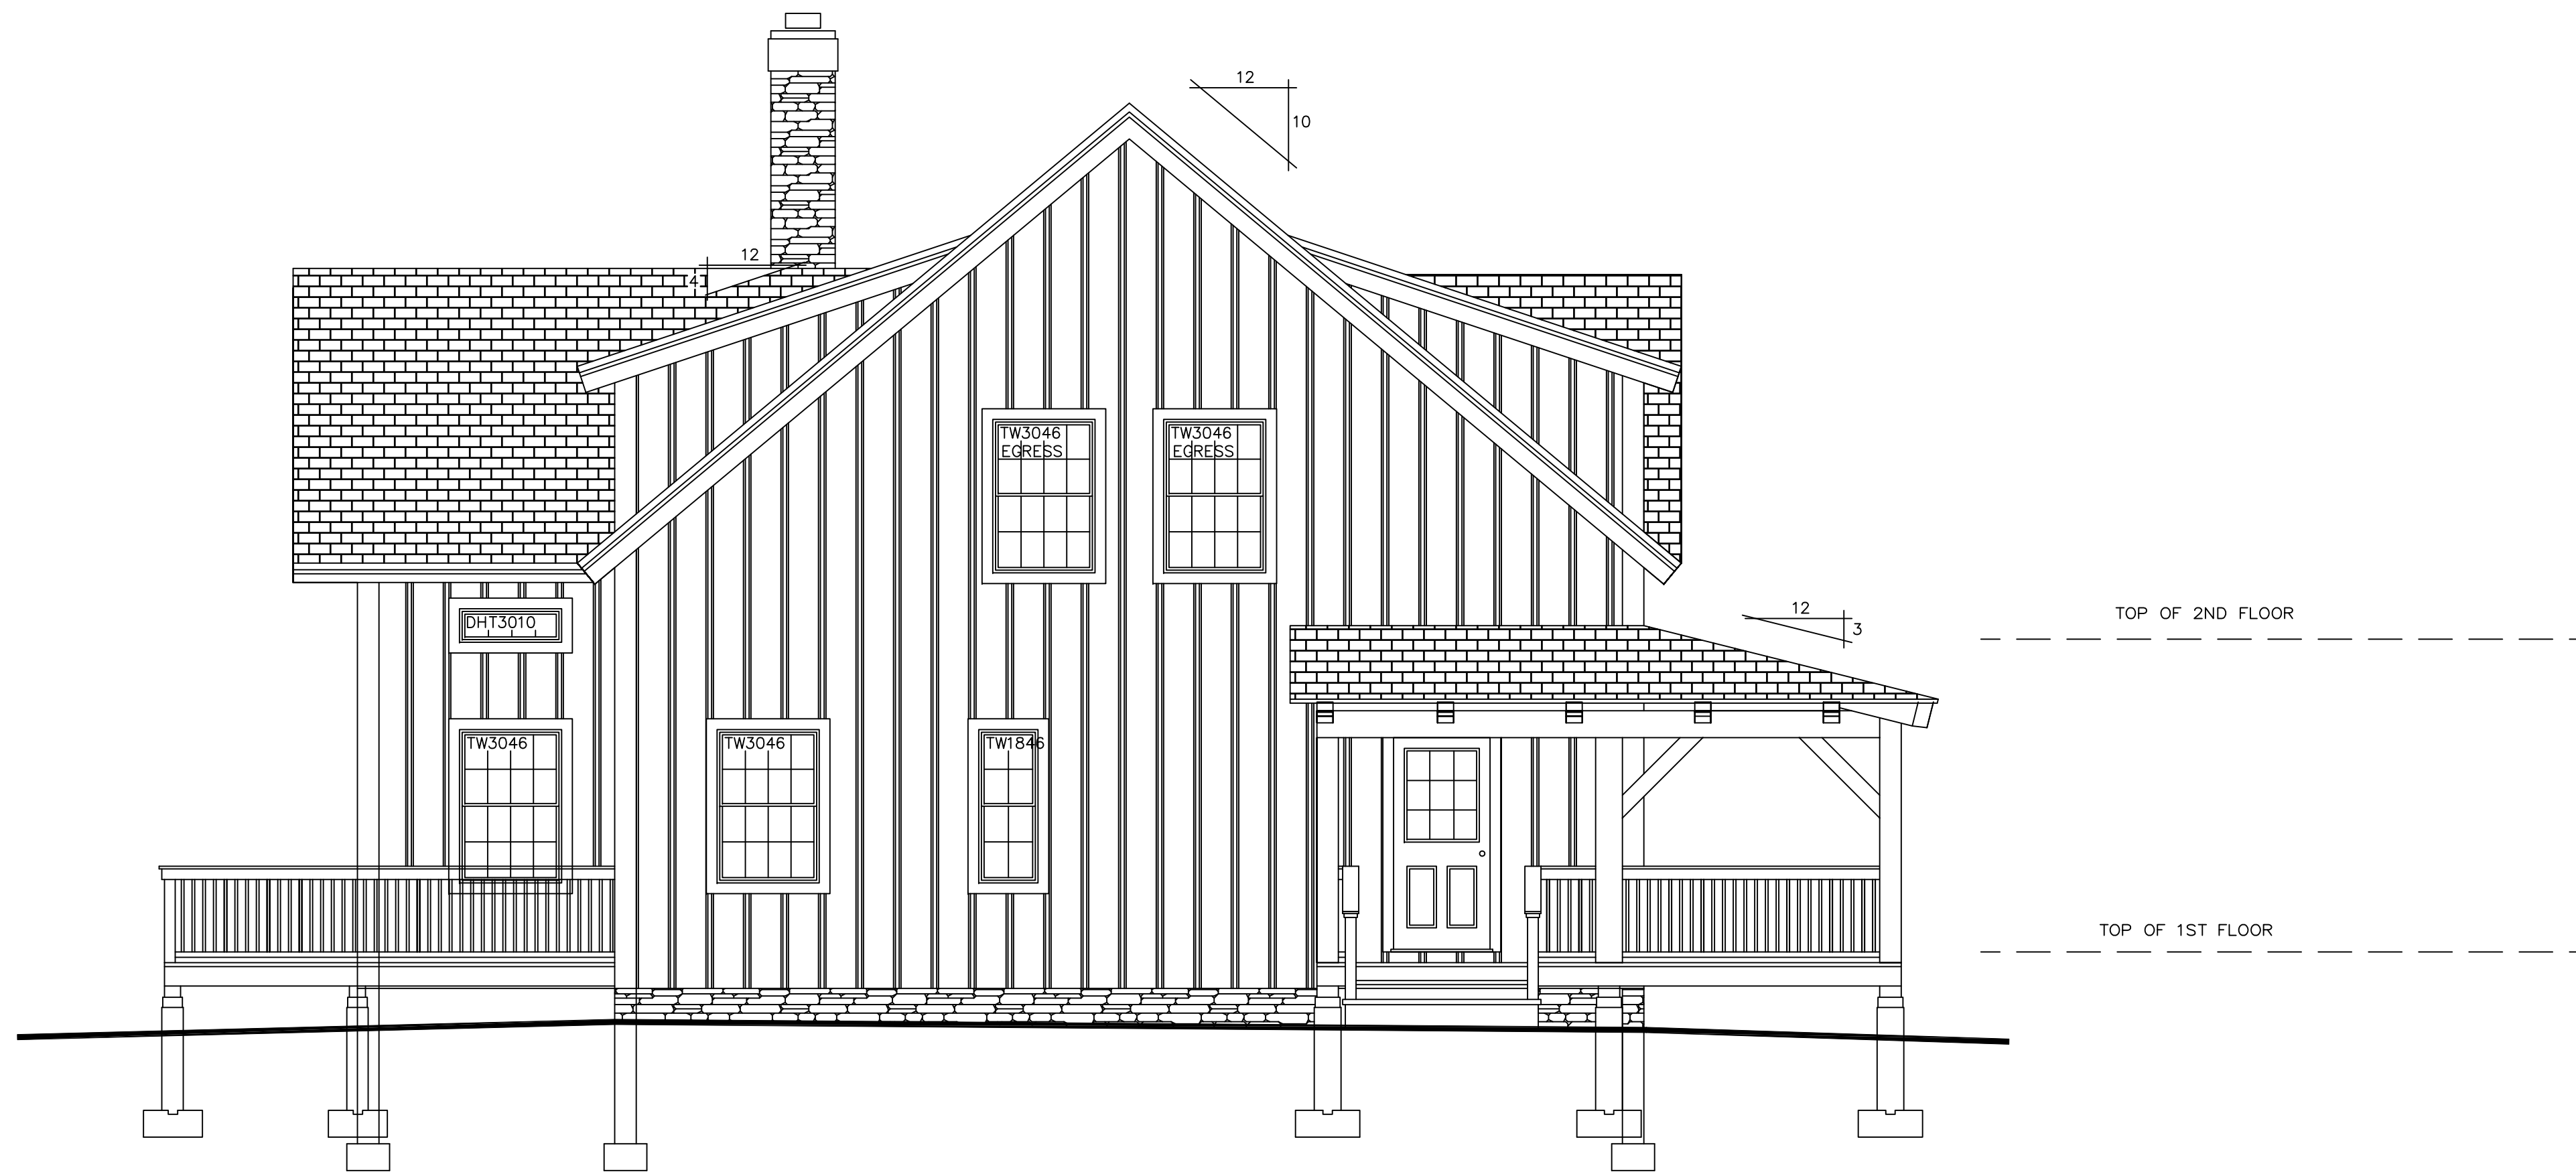 12
10
12
4
TW3046
EGRESS
TW3046
EGRESS
12
3
TOP OF 2ND FLOOR
DHT3010
TW3046
TW3046
TW1846
TOP OF 1ST FLOOR